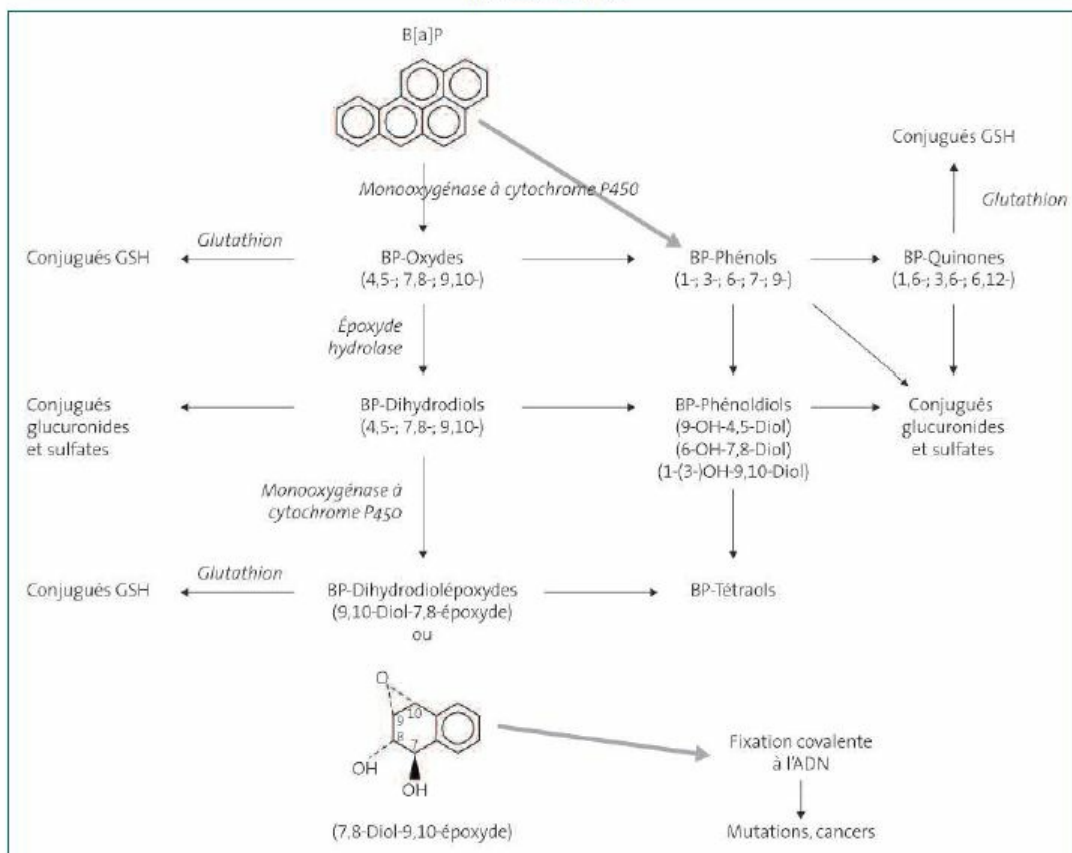 B[a]P
Conjugués GSH
Monooxygénase à cytochrome P450
Glutathion
Glutathion
Conjugués GSH
BP-Oxydes
(4,5-; 7,8-; 9,10-)
BP-Phénols
(1-; 3-; 6-; 7-; 9-)
BP-Quinones
(1,6-; 3,6-; 6,12-)
Époxyde
hydrolase
Conjugués
glucuronides
et sulfates
BP-Dihydrodiols
(4,5-; 7,8-; 9,10-)
BP-Phénoldiols
(9-OH-4,5-Diol)
(6-OH-7,8-Diol)
(1-(3-)OH-9,10-Diol)
Conjugués
glucuronides
et sulfates
Monooxygénase à
cytochrome P450
Glutathion
Conjugués GSH
BP-Dihydrodiolépoxydes
(9,10-Diol-7,8-époxyde)
ou
BP-Tétraols
O
10
9
8
7
OH
OH
(7,8-Diol-9,10-époxyde)
Fixation covalente
à l'ADN
Mutations, cancers